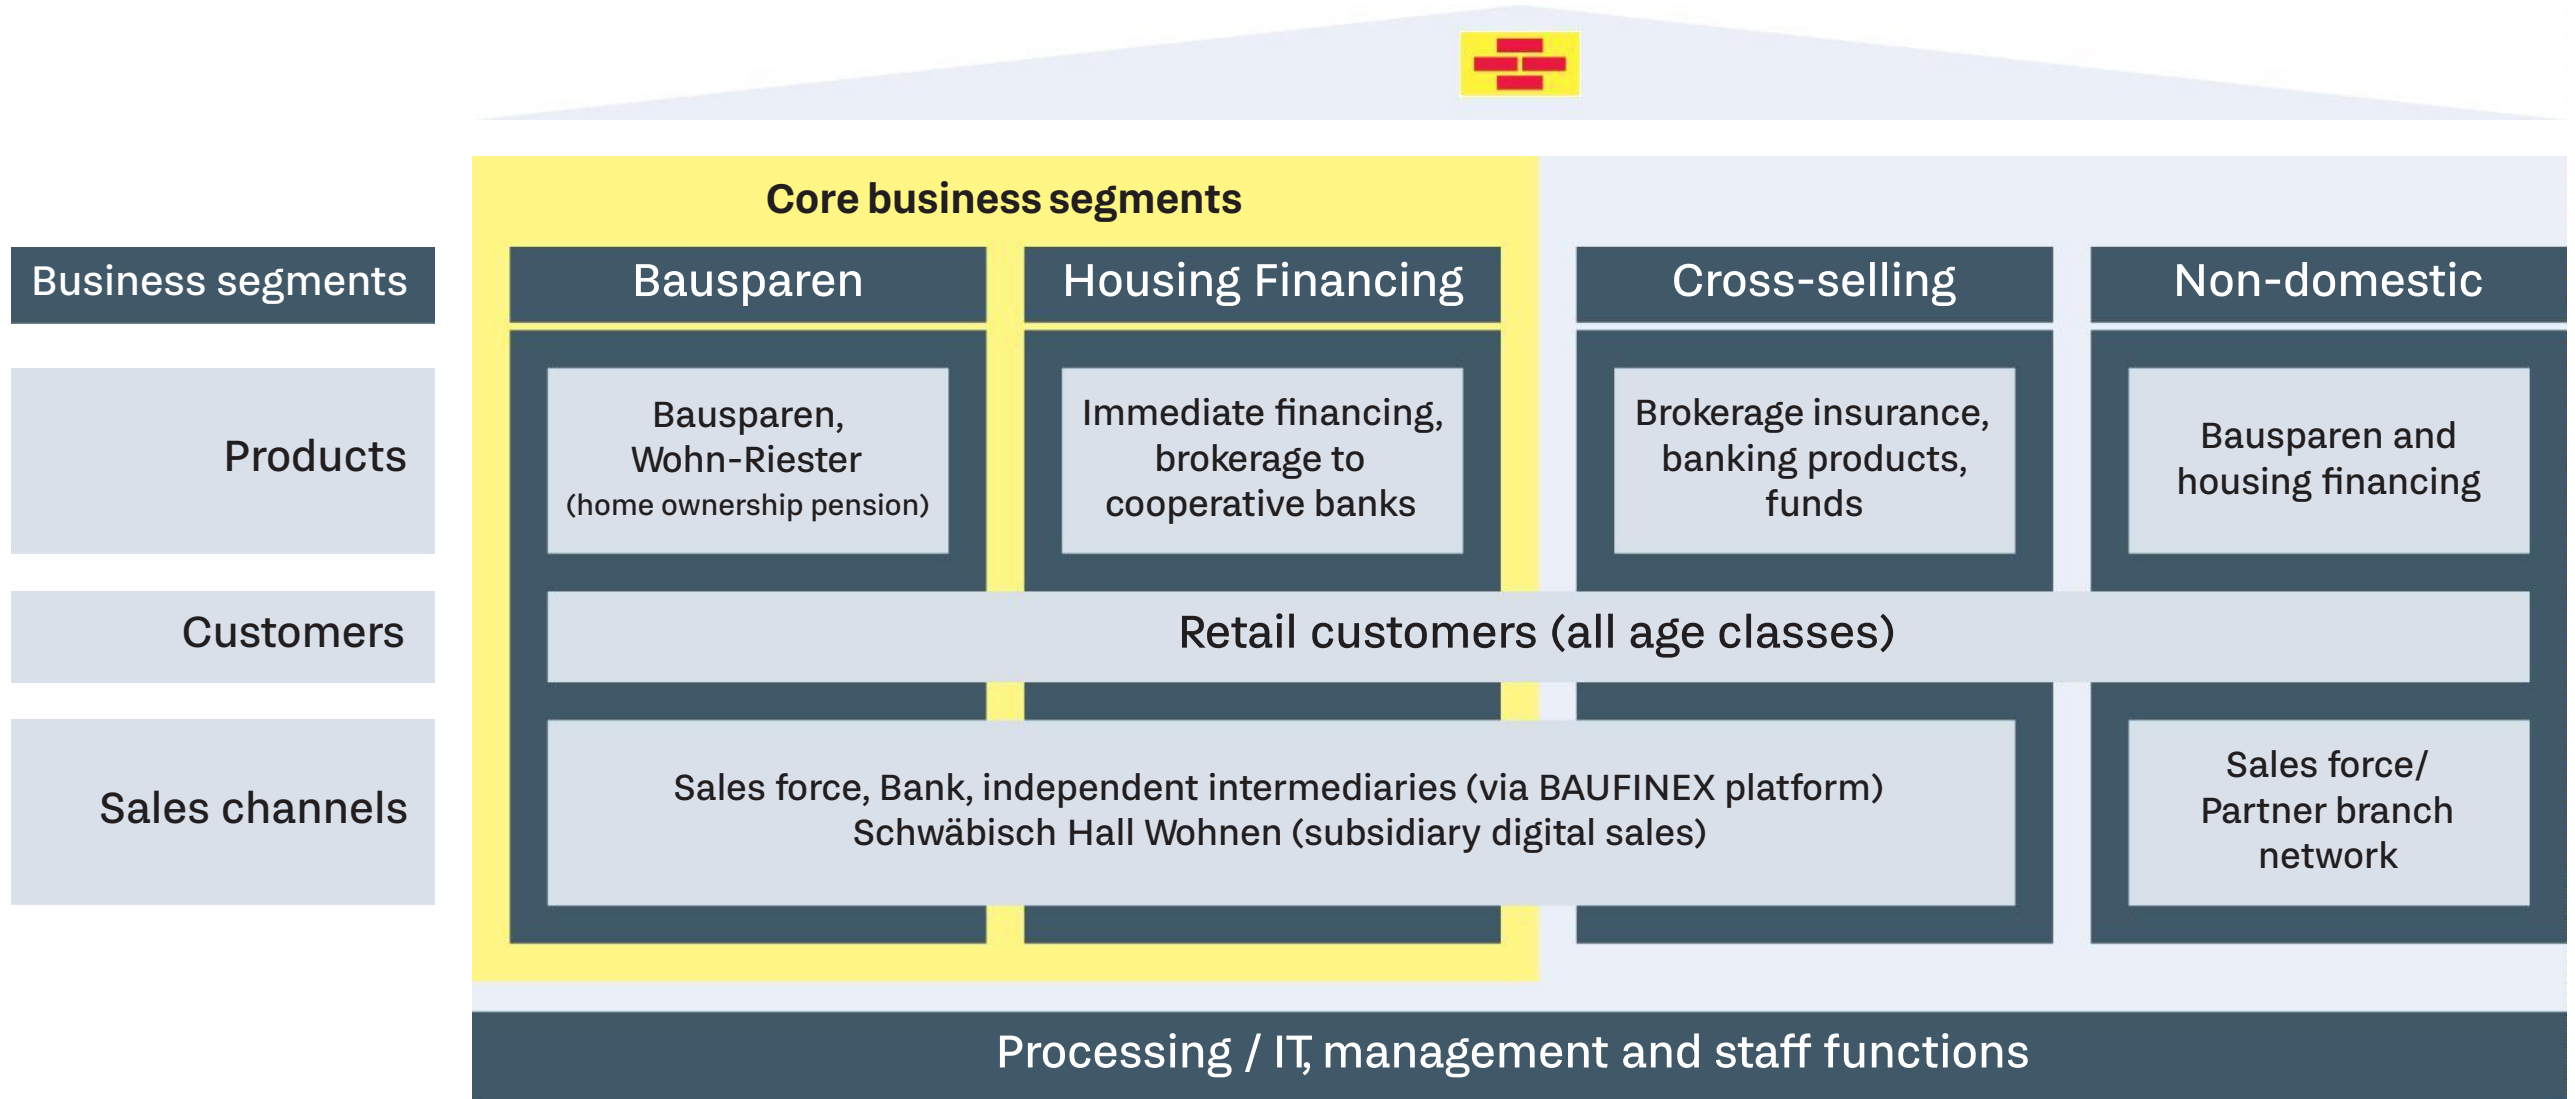 Core business segments
Business segments
Bausparen
Housing Financing
Cross-selling
Non-domestic
Products
Bausparen,
Wohn-Riester
(home ownership pension)
Immediate financing,
brokerage to
cooperative banks
Brokerage insurance,
banking products,
funds
Bausparen and
housing financing
Customers
Retail customers (all age classes)
Sales channels
Sales force, Bank, independent intermediaries (via BAUFINEX platform)
Schwäbisch Hall Wohnen (subsidiary digital sales)
Sales force/
Partner branch
network
Processing / IT, management and staff functions